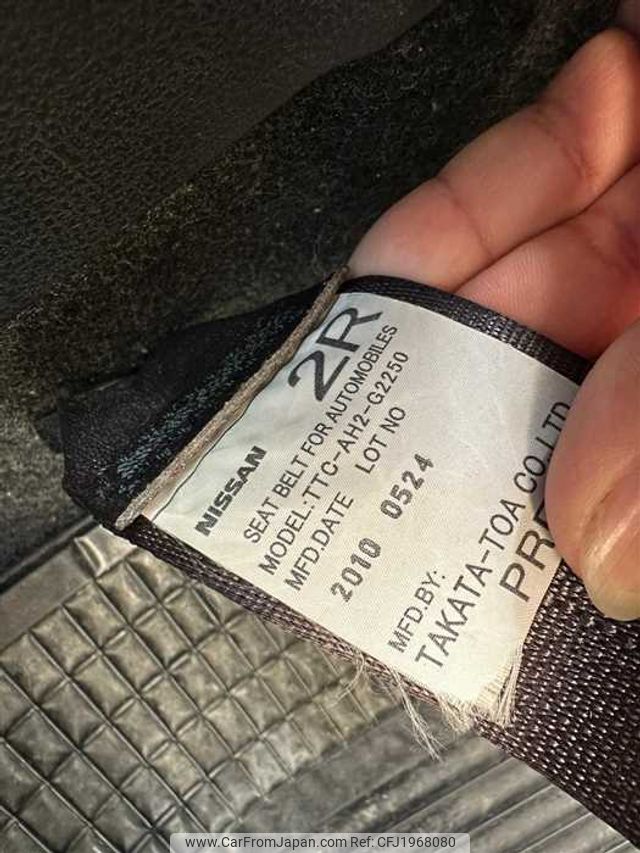 2R
NISSAN
SEAT BELT FOR AUTOMOBILES
MODEL:TTC-AH2-G2250
MFD.DATE LOT NO
2010 0524
MFD.BY:
TAKATA-TOA CO.,LTD
www.CarFromJapan.com Ref:CFJ1968080